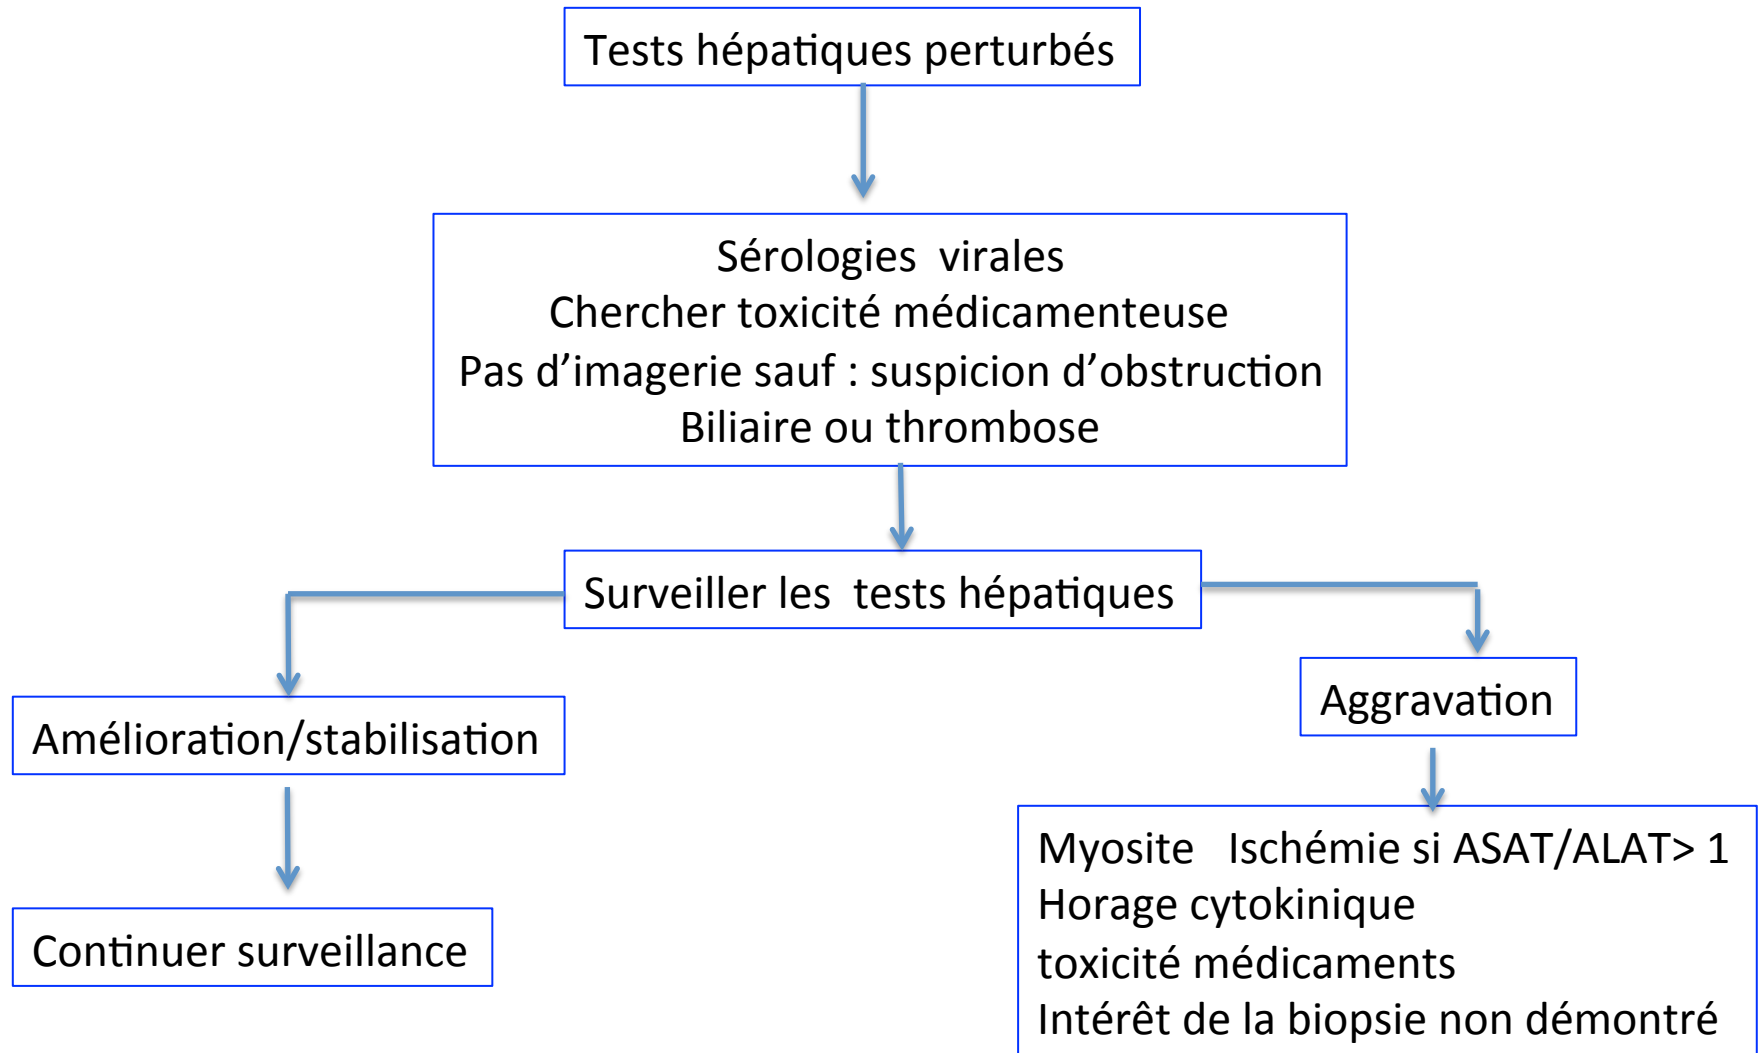 Tests hépatiques perturbés
Sérologies virales
Chercher toxicité médicamenteuse
Pas d’imagerie sauf : suspicion d’obstruction
Biliaire ou thrombose
Surveiller les tests hépatiques
Amélioration/stabilisation
Aggravation
Continuer surveillance
Myosite Ischémie si ASAT/ALAT> 1
Horage cytokinique
toxicité médicaments
Intérêt de la biopsie non démontré